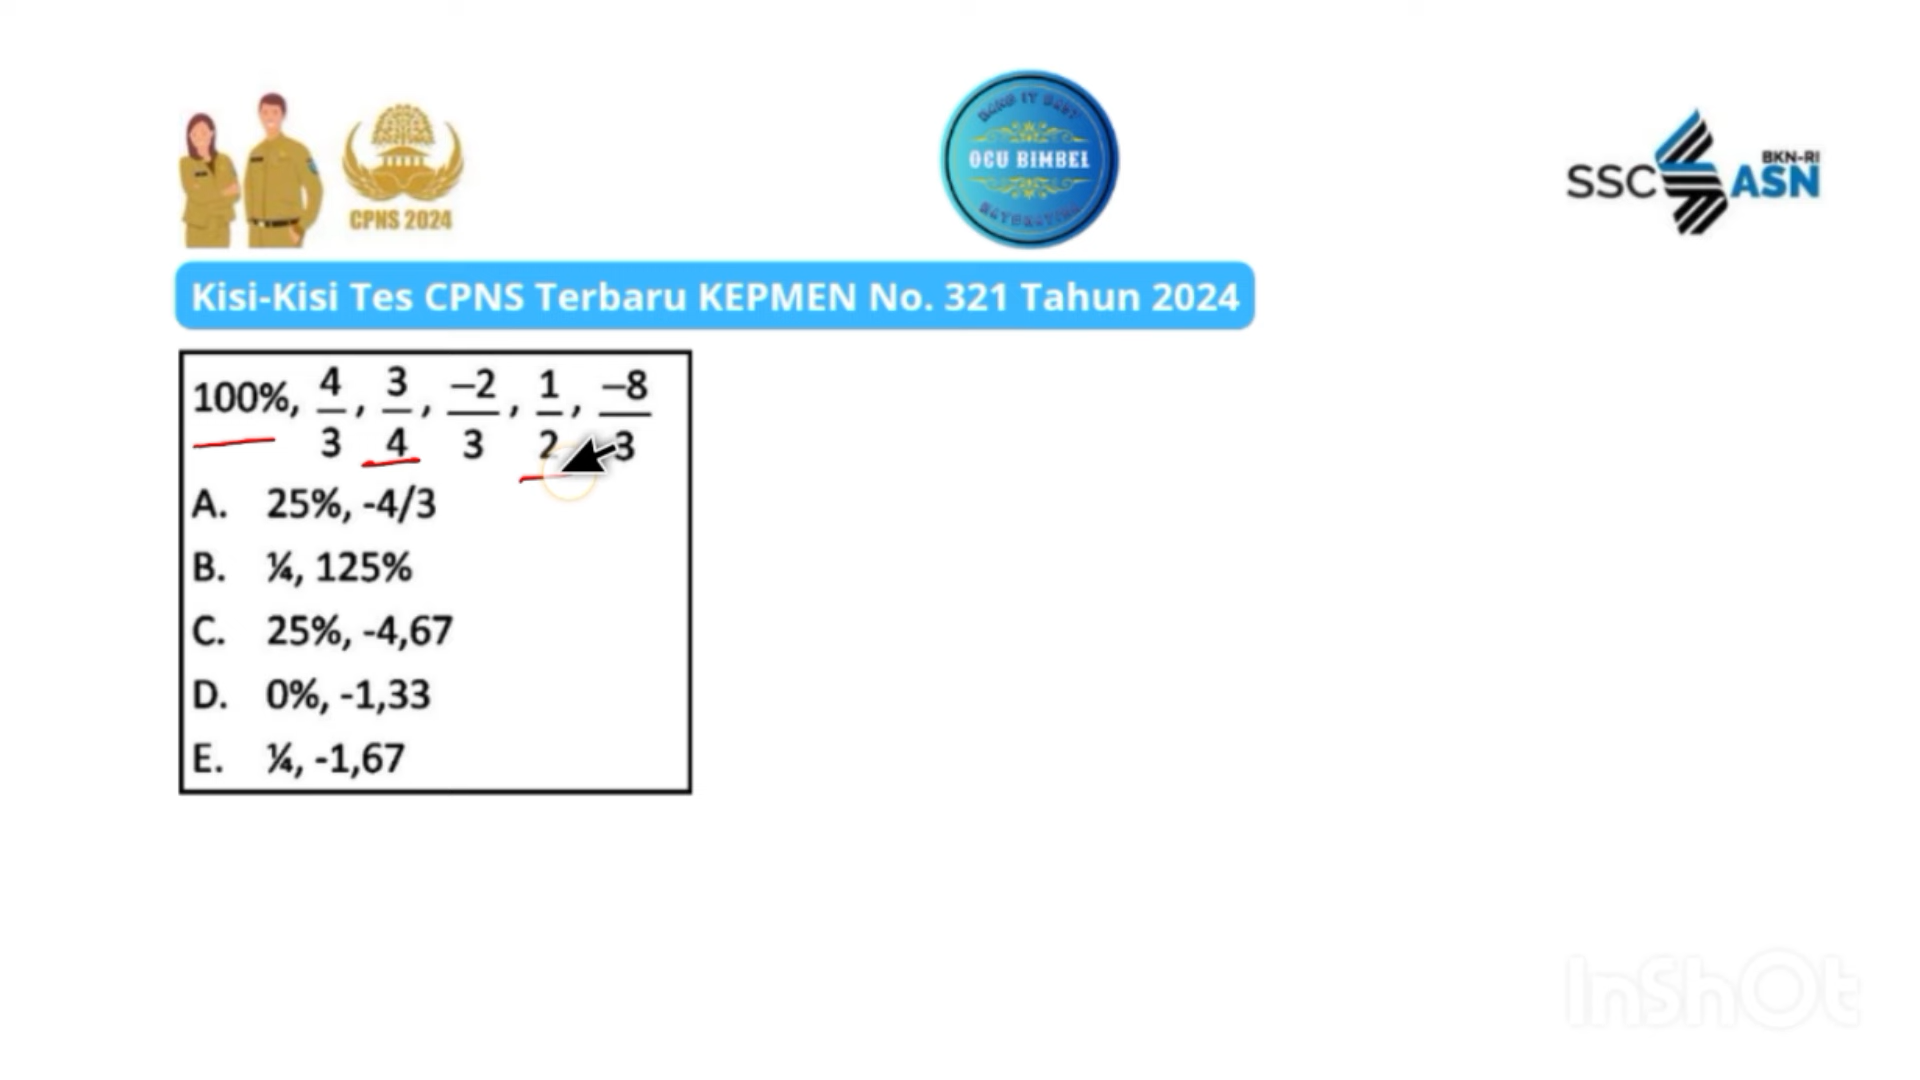 CPNS 2024
OCU BIMBEL
SSC ASN
BKN-RI
Kisi-Kisi Tes CPNS Terbaru KEPMEN No. 321 Tahun 2024
100%, 4/3, 3/4, –2/3, 1/2, –8/3
A. 25%, -4/3
B. ¼, 125%
C. 25%, -4,67
D. 0%, -1,33
E. ¼, -1,67
InShOt